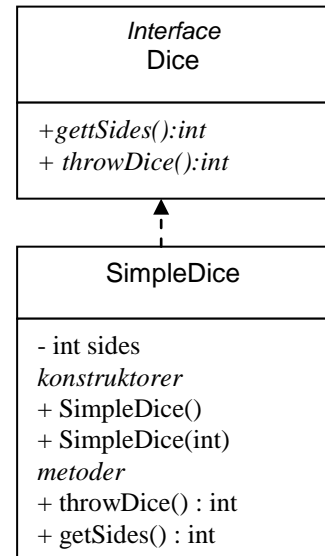 Interface
Dice
+gettSides():int
+ throwDice():int
SimpleDice
- int sides
konstruktorer
+ SimpleDice()
+ SimpleDice(int)
metoder
+ throwDice() : int
+ getSides() : int